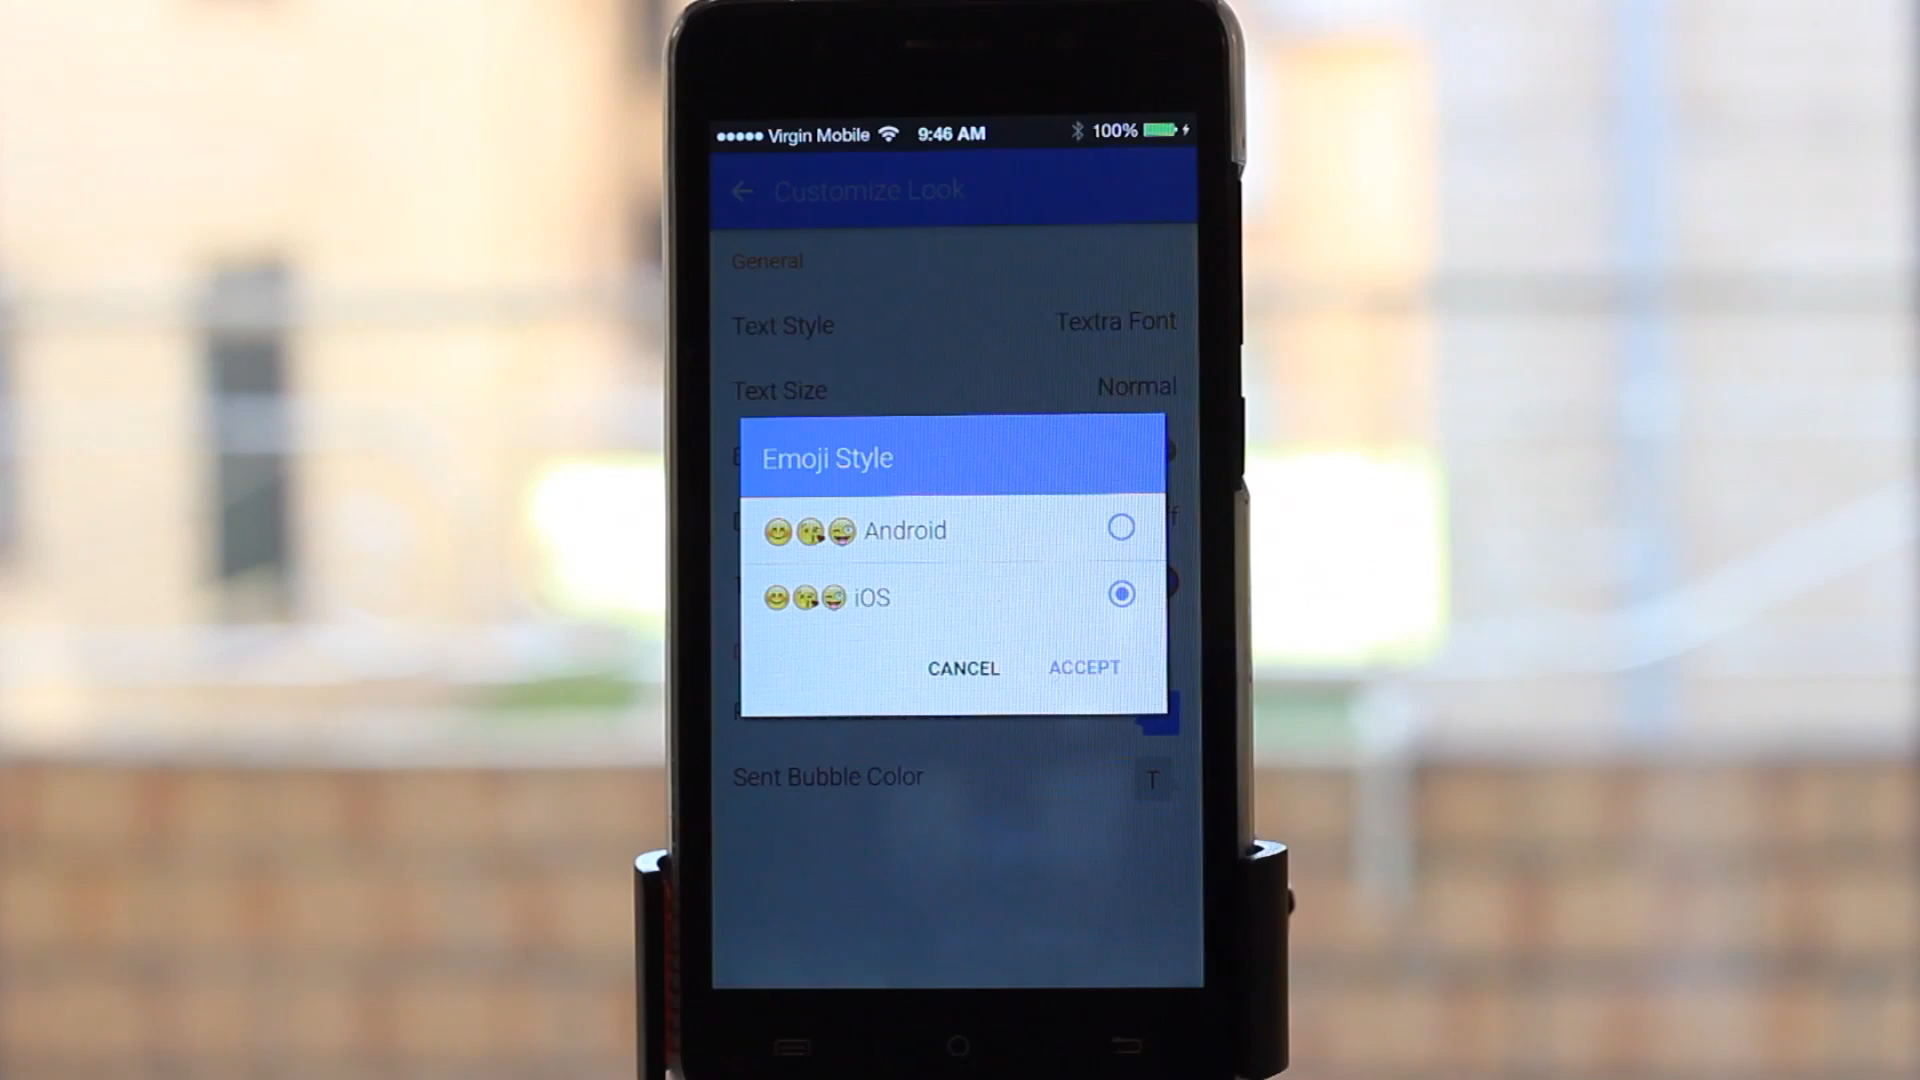 Virgin Mobile 9:46 AM 100%
Customize Look
General
Text Style Textra Font
Text Size Normal
Emoji Style
😊😘😜 Android
😊😘😜 iOS
CANCEL ACCEPT
Sent Bubble Color T